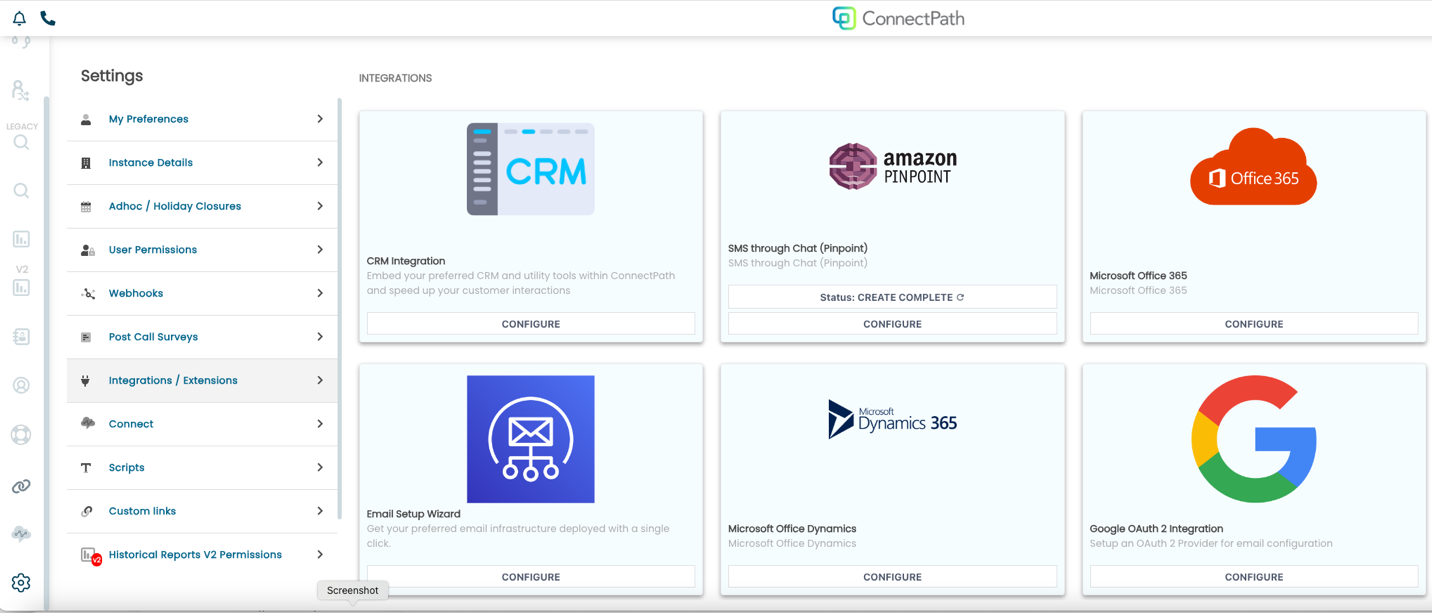 ConnectPath
LEGACY
V2
Settings
My Preferences
Instance Details
Adhoc / Holiday Closures
User Permissions
Webhooks
Post Call Surveys
Integrations / Extensions
Connect
Scripts
Custom links
V2
Historical Reports V2 Permissions
Screenshot
INTEGRATIONS
CRM
CRM Integration
Embed your preferred CRM and utility tools within ConnectPath
and speed up your customer interactions
CONFIGURE
amazon
PINPOINT
SMS through Chat (Pinpoint)
SMS through Chat (Pinpoint)
Status: CREATE COMPLETE
CONFIGURE
Office 365
Microsoft Office 365
Microsoft Office 365
CONFIGURE
Email Setup Wizard
Get your preferred email infrastructure deployed with a single
click.
CONFIGURE
Microsoft
Dynamics 365
Microsoft Office Dynamics
Microsoft Office Dynamics
CONFIGURE
Google OAuth 2 Integration
Setup an OAuth 2 Provider for email configuration
CONFIGURE